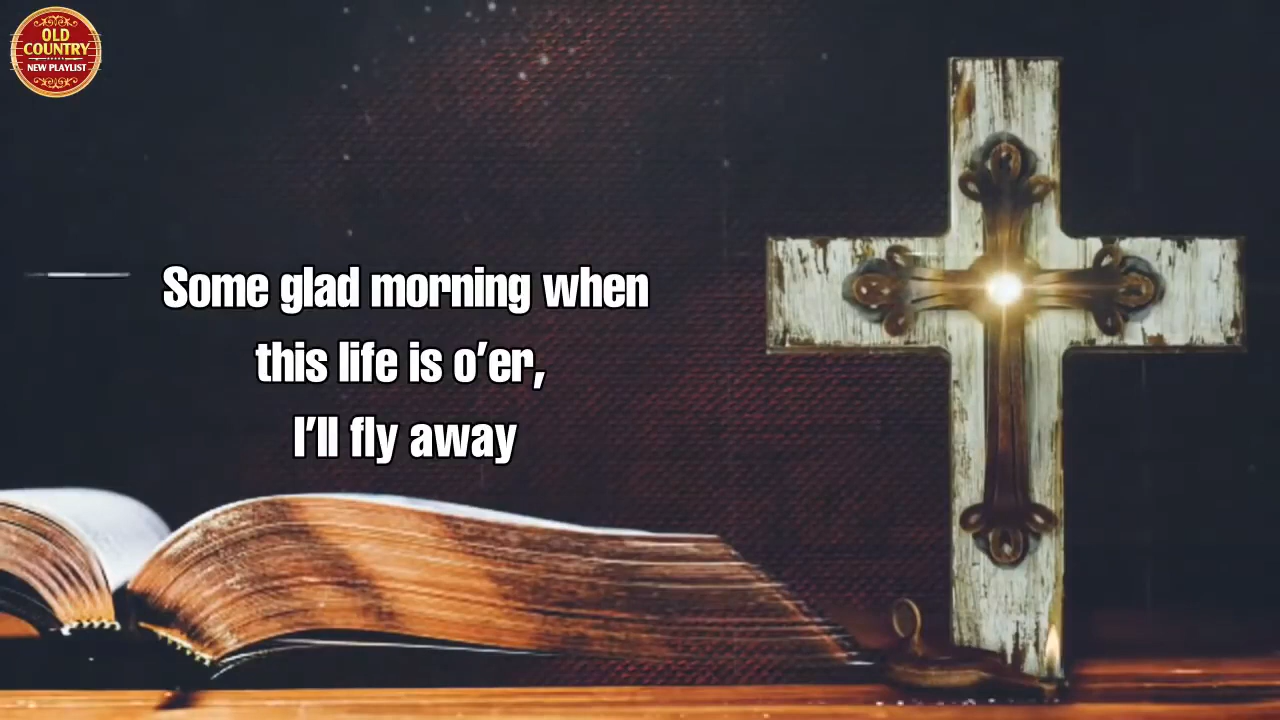 OLD
COUNTRY
NEW PLAYLIST
Some glad morning when
this life is o'er,
I'll fly away